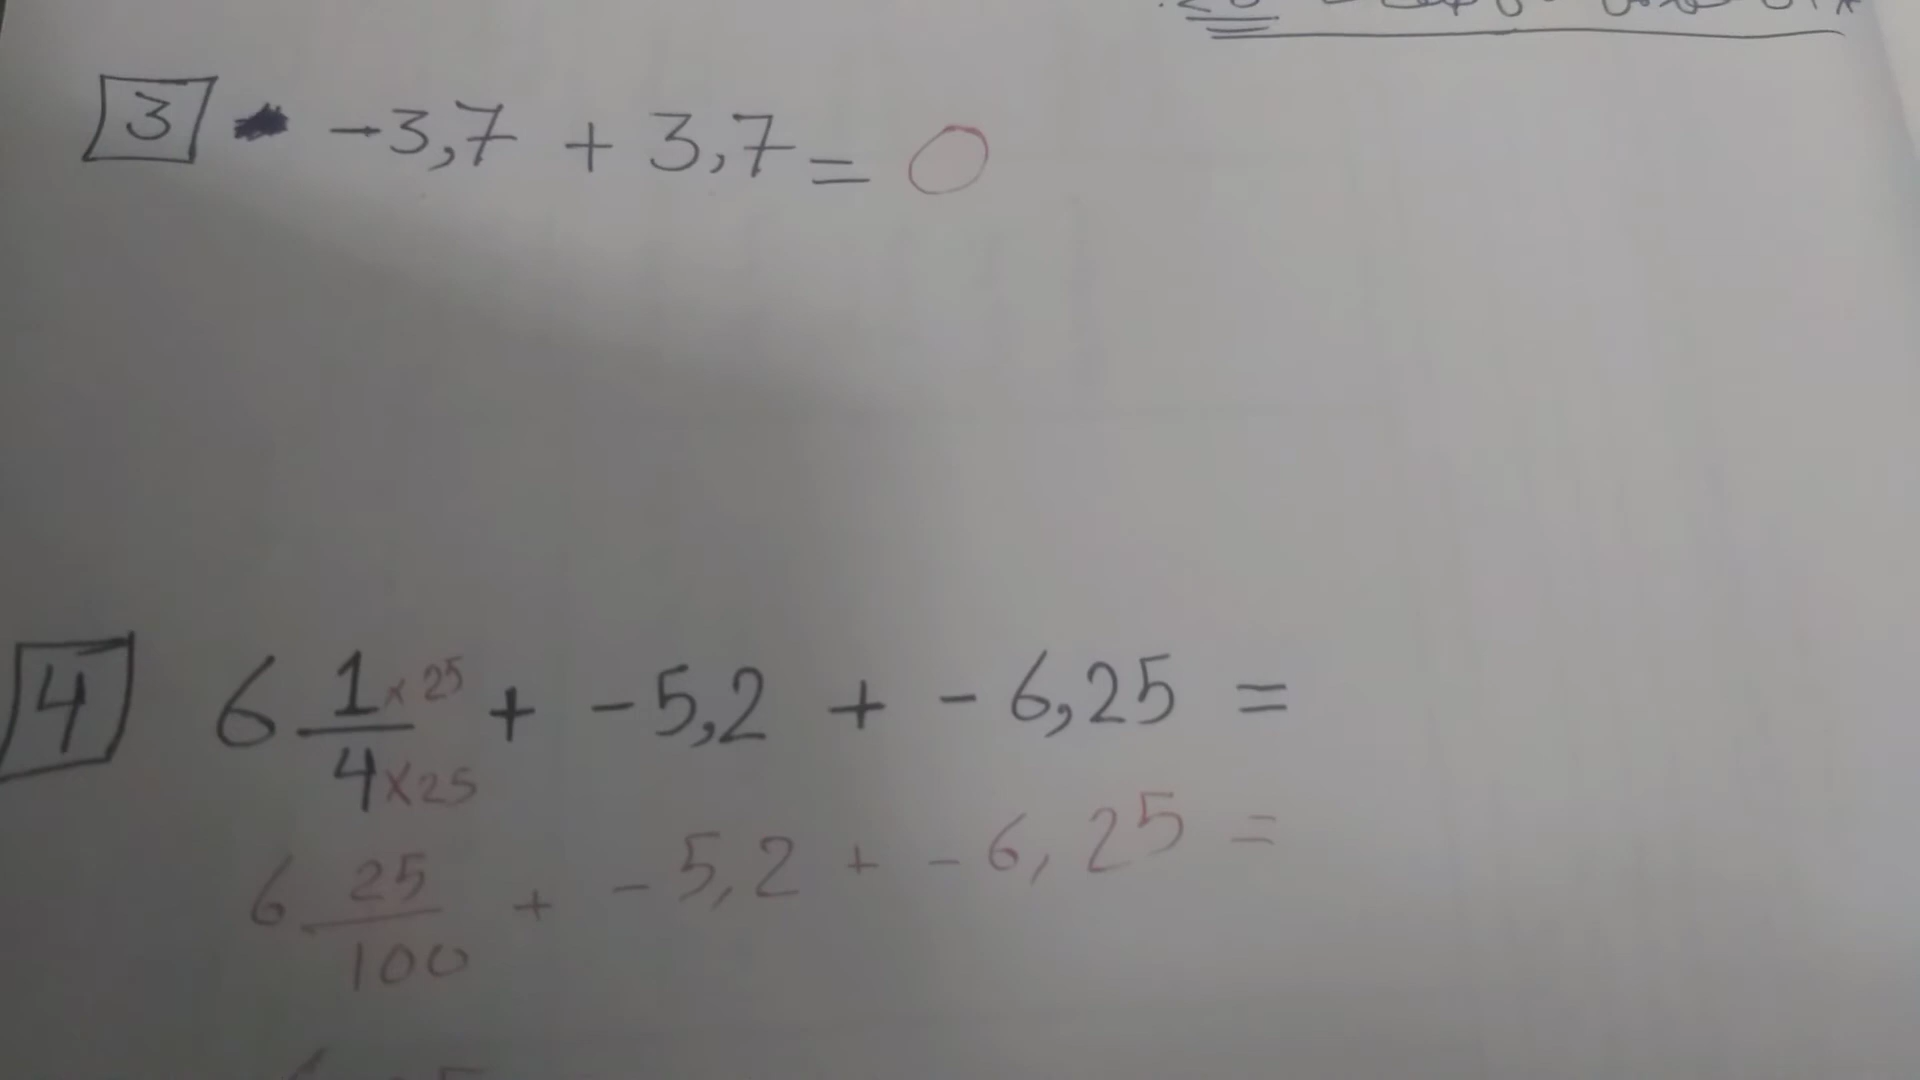 3 -3,7 + 3,7 = 0
4 6 1×25/4×25 + -5,2 + -6,25 =
6 25/100 + -5,2 + -6,25 =